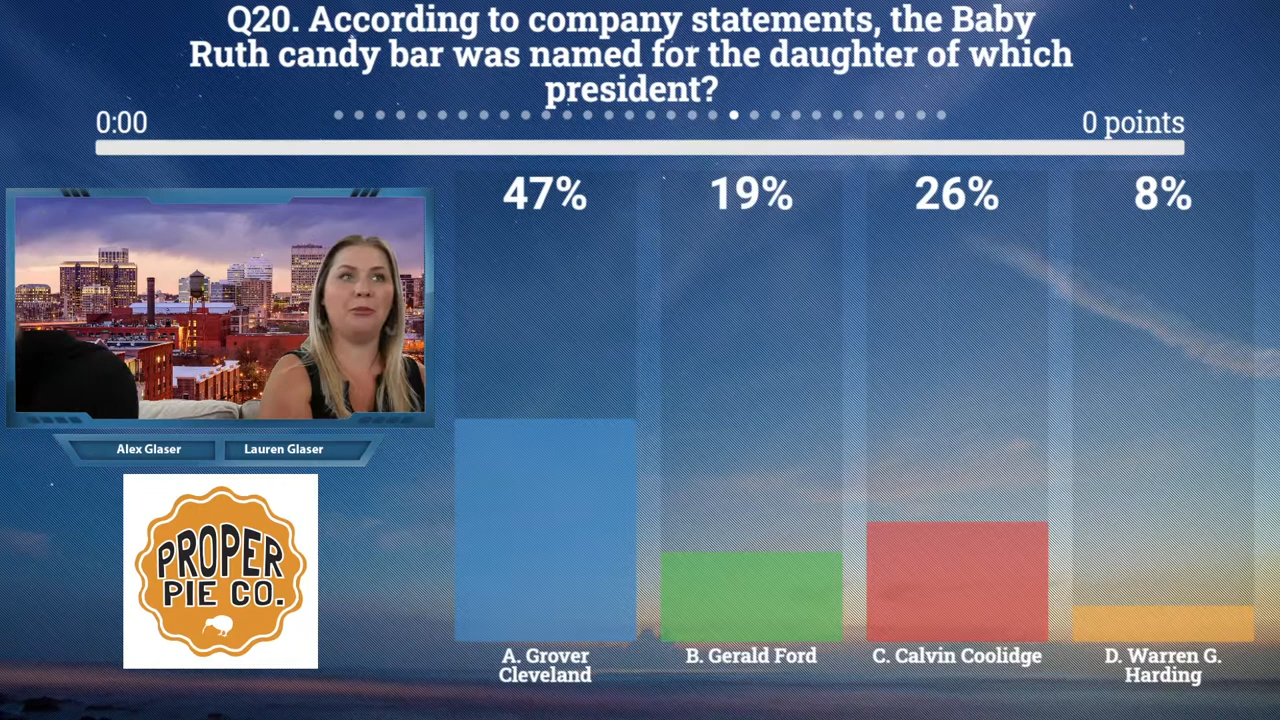 Q20. According to company statements, the Baby
Ruth candy bar was named for the daughter of which
president?
0:00
0 points
47%
19%
26%
8%
Alex Glaser
Lauren Glaser
PROPER
PIE CO.
A. Grover
Cleveland
B. Gerald Ford
C. Calvin Coolidge
D. Warren G.
Harding